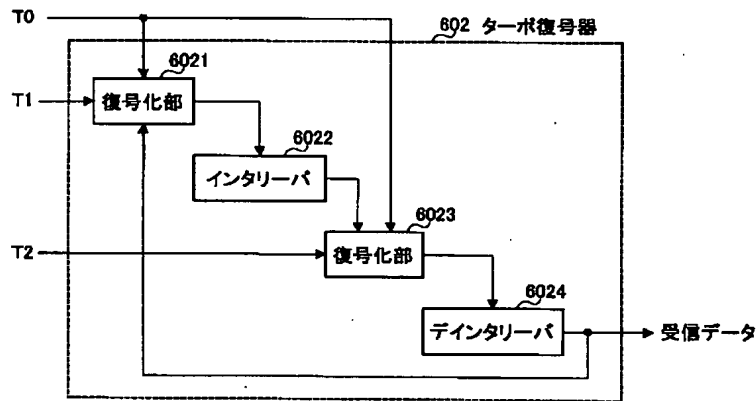 T0
602 ターボ復号器
6021
T1
復号化部
6022
インタリーバ
6023
T2
復号化部
6024
デインタリーバ
受信データ